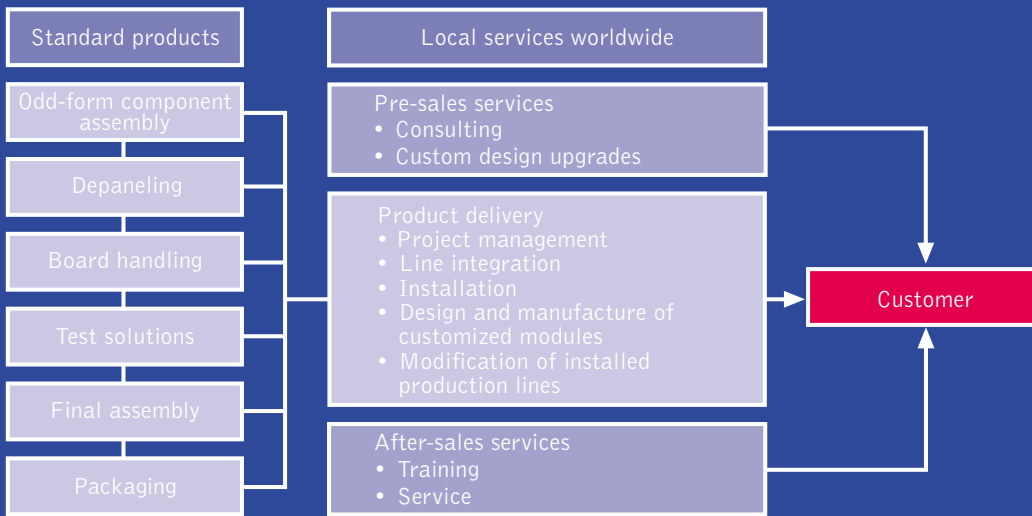 Standard products
Odd-form component
assembly
Depaneling
Board handling
Test solutions
Final assembly
Packaging
Local services worldwide
Pre-sales services
• Consulting
• Custom design upgrades
Product delivery
• Project management
• Line integration
• Installation
• Design and manufacture of
customized modules
• Modification of installed
production lines
After-sales services
• Training
• Service
Customer